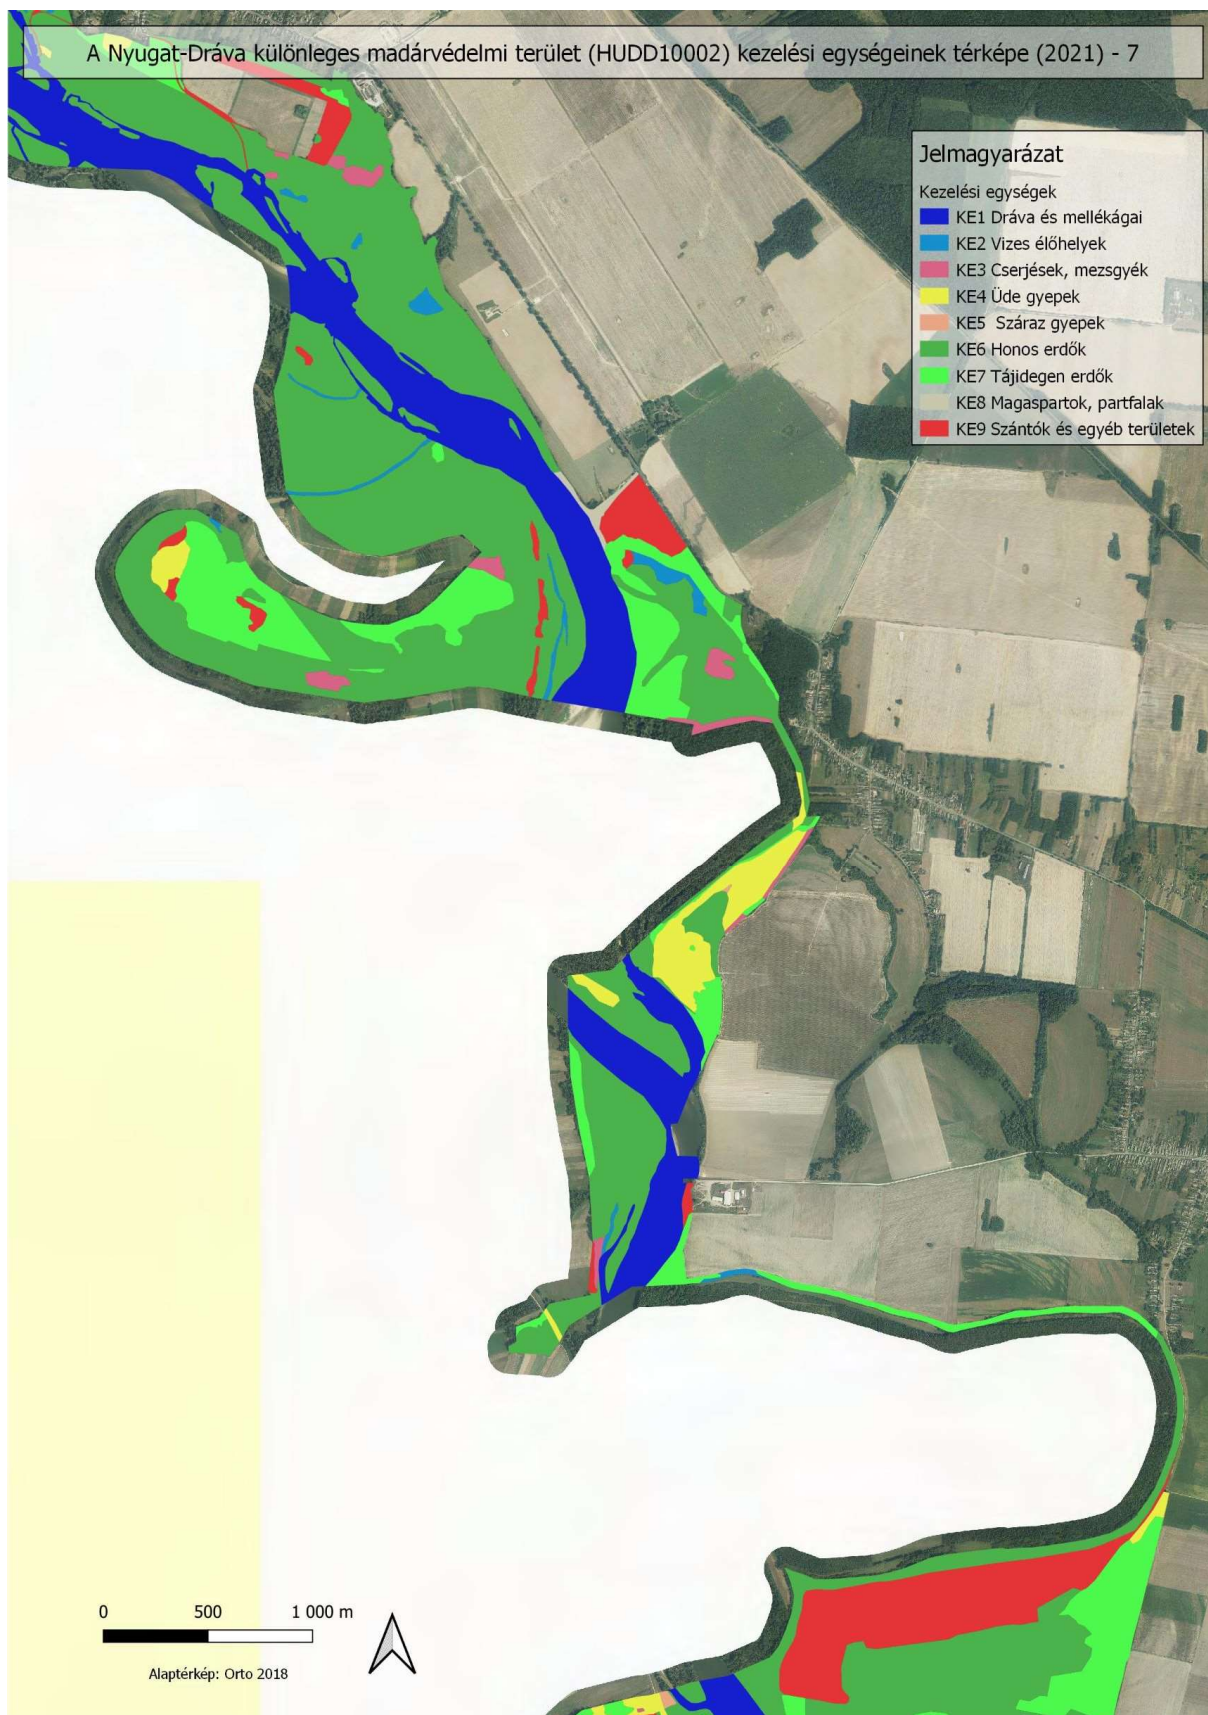 A Nyugat-Dráva különleges madárvédelmi terület (HUDD10002) kezelési egységeinek térképe (2021) - 7
Jelmagyarázat
Kezelési egységek
KE1 Dráva és mellékágai
KE2 Vizes élőhelyek
KE3 Cserjések, mezsgyék
KE4 Üde gyepek
KE5 Száraz gyepek
KE6 Honos erdők
KE7 Tájidegen erdők
KE8 Magaspartok, partfalak
KE9 Szántók és egyéb területek
0 500 1 000 m
Alaptérkép: Orto 2018